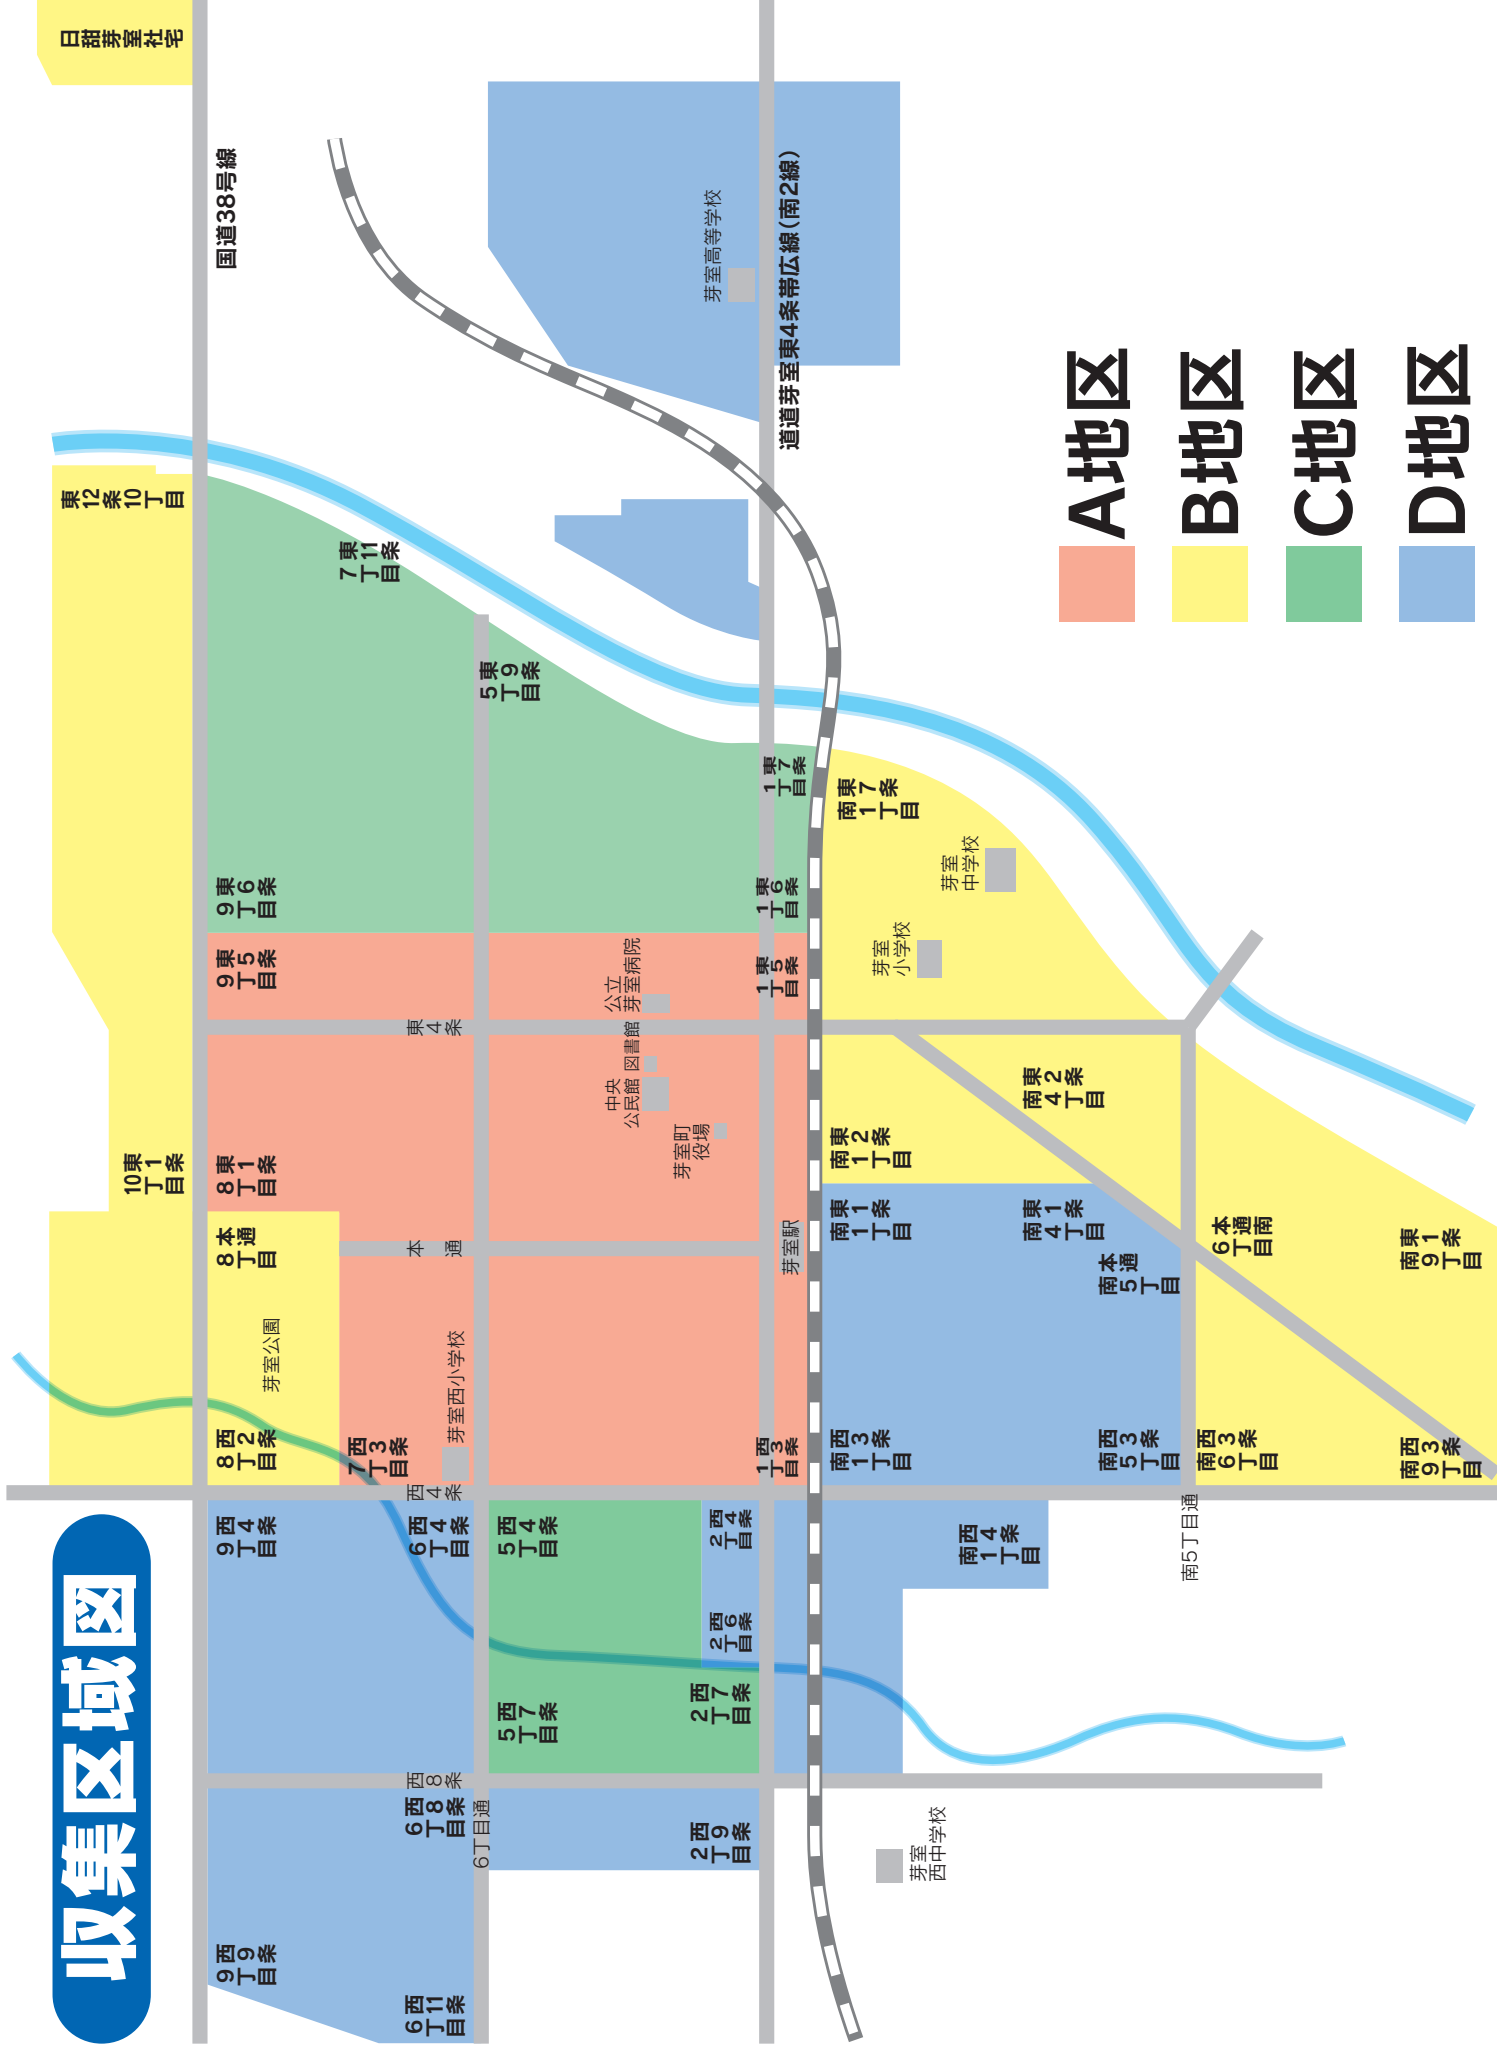 収集区域図
日甜芽室社宅
国道38号線
道道芽室東4条帯広線（南2線）
A地区
B地区
C地区
D地区
東12条10丁目
東11条
7丁目
東9条
5丁目
東7条
1丁目
南東7条
1丁目
東6条
9丁目
東6条
1丁目
東5条
9丁目
東5条
1丁目
東4条
東1条
10丁目
東1条
8丁目
本通
8丁目
本通
西2条
8丁目
西3条
7丁目
西3条
1丁目
西4条
西4条
9丁目
西4条
6丁目
西4条
5丁目
西4条
2丁目
西6条
2丁目
西7条
5丁目
西7条
2丁目
西8条
西8条
6丁目
6丁目通
西9条
2丁目
西9条
9丁目
西11条
6丁目
南東2条
4丁目
南東2条
1丁目
南東1条
1丁目
南東1条
4丁目
南本通
5丁目
本通南
6丁目
南東1条
9丁目
南西3条
1丁目
南西3条
5丁目
南西3条
6丁目
南西3条
9丁目
南西4条
1丁目
南5丁目通
芽室高等学校
芽室
中学校
芽室
小学校
公立
芽室病院
図書館
中央
公民館
芽室町
役場
芽室駅
芽室公園
芽室西小学校
芽室
西中学校